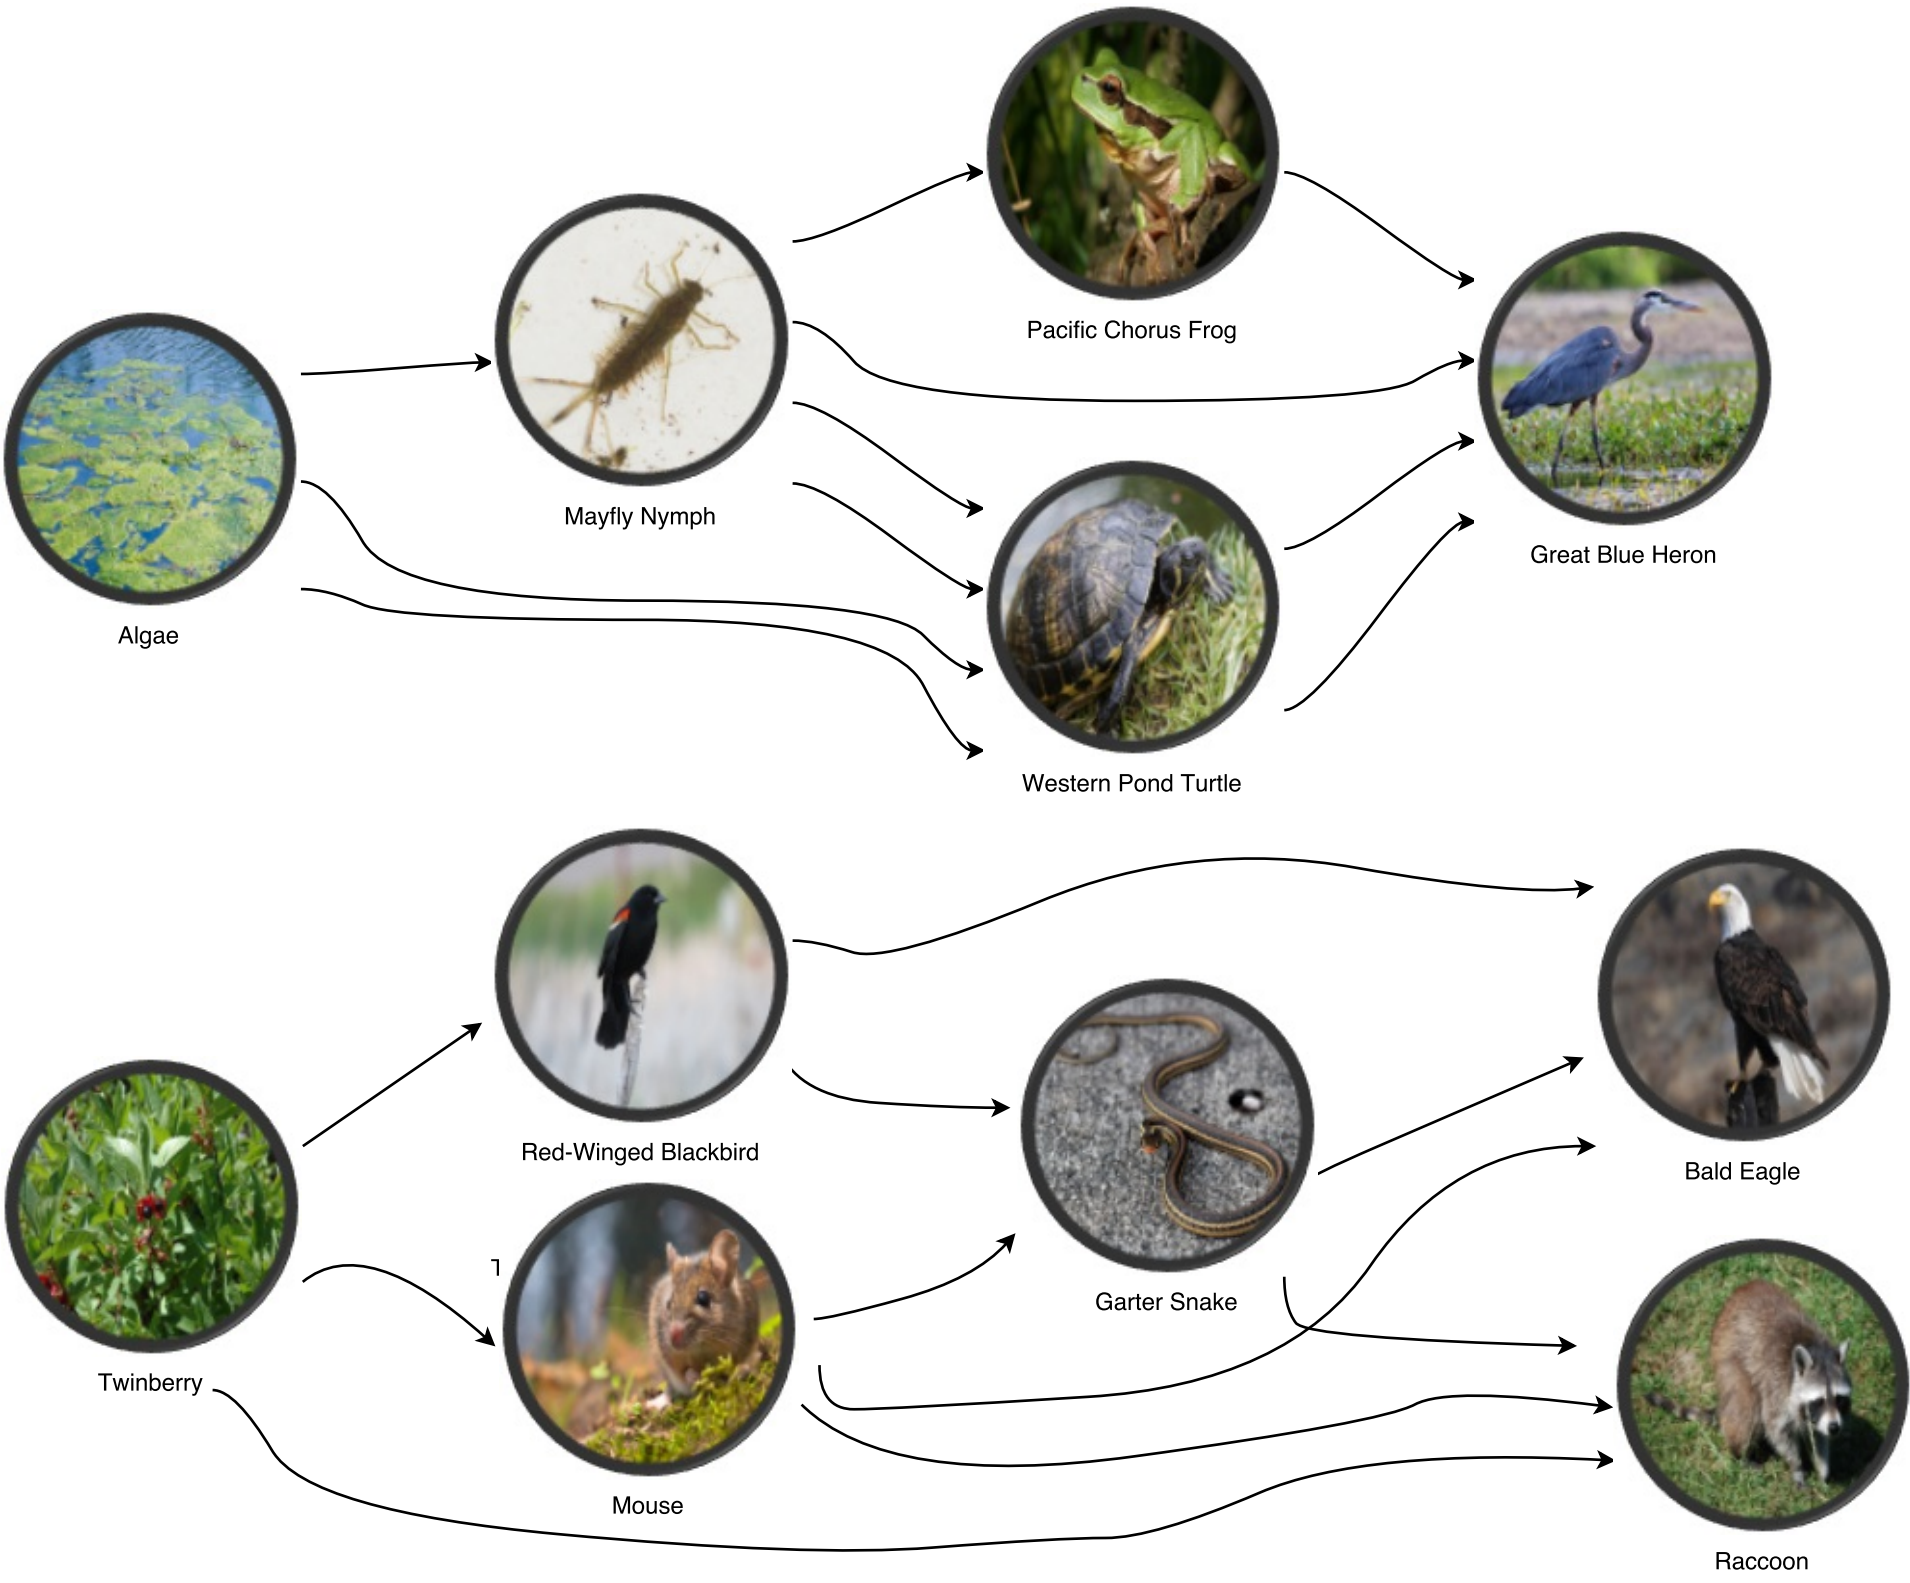 Pacific Chorus Frog
Mayfly Nymph
Great Blue Heron
Algae
Western Pond Turtle
Red-Winged Blackbird
Bald Eagle
Garter Snake
Twinberry
Mouse
Raccoon